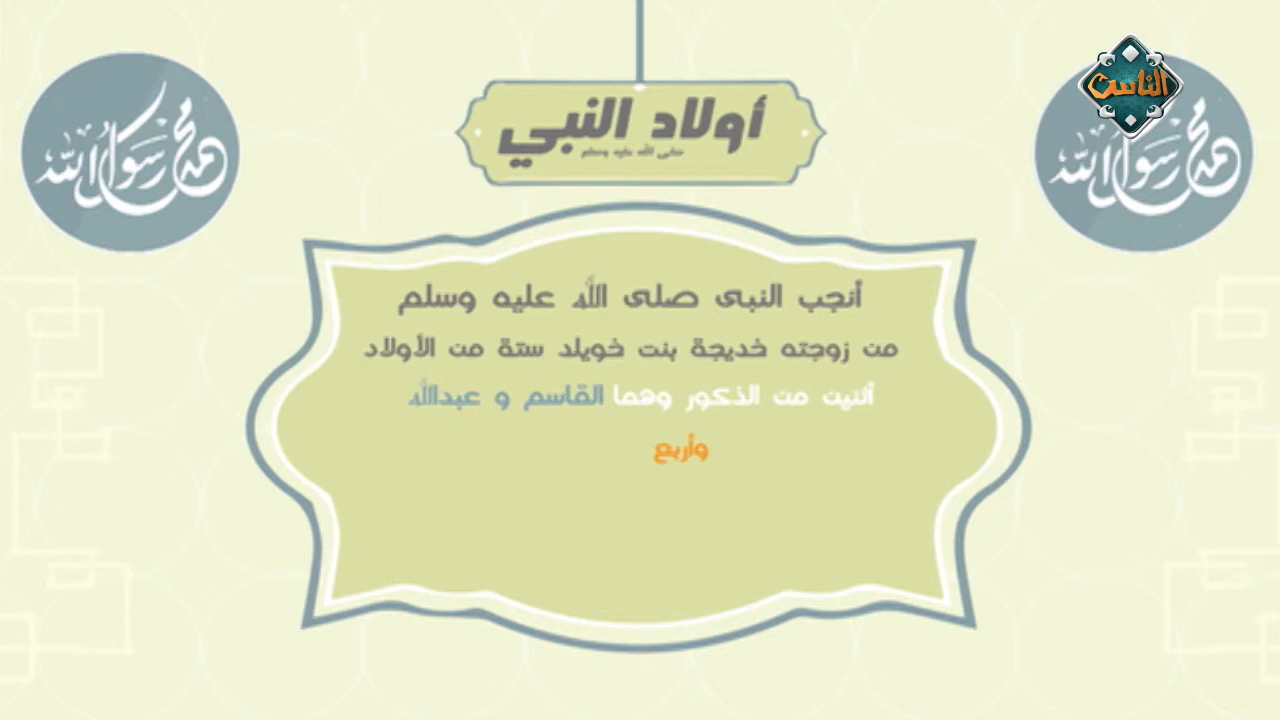 محمد رسول الله
الناس
محمد رسول الله
أولاد النبي
صلى الله عليه وسلم
أنجب النبى صلى الله عليه وسلم
من زوجته خديجة بنت خويلد ستة من الأولاد
أثنين من الذكور وهما القاسم و عبدالله
وأربع